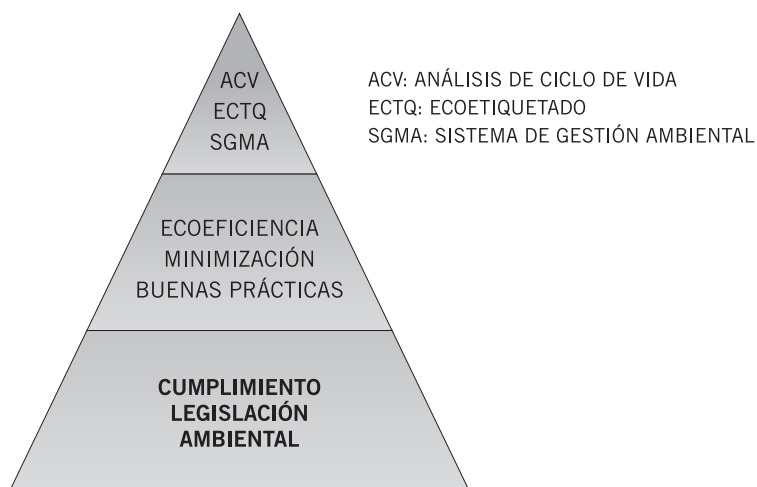 ACV
ECTQ
SGMA
ACV: ANÁLISIS DE CICLO DE VIDA
ECTQ: ECOETIQUETADO
SGMA: SISTEMA DE GESTIÓN AMBIENTAL
ECOEFICIENCIA
MINIMIZACIÓN
BUENAS PRÁCTICAS
CUMPLIMIENTO
LEGISLACIÓN
AMBIENTAL